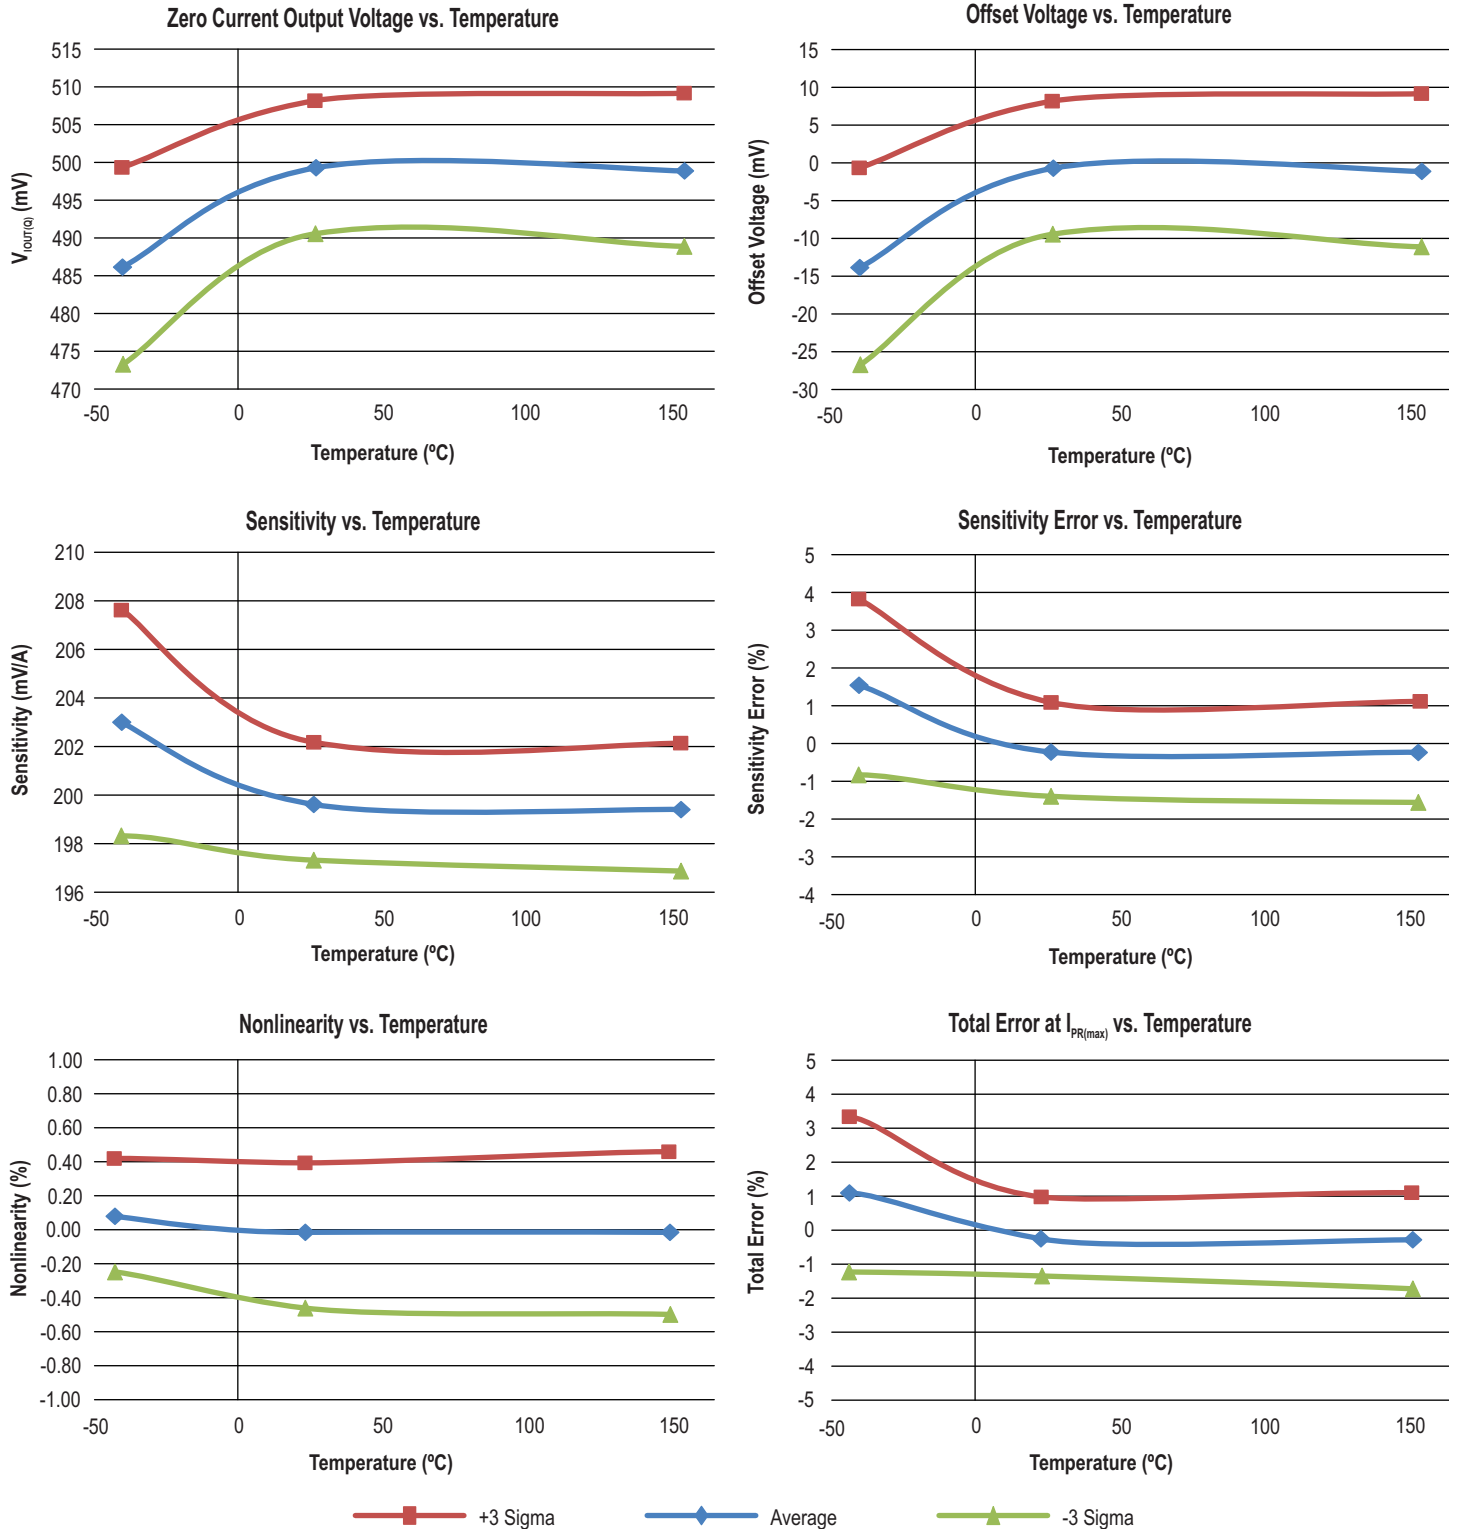 Zero Current Output Voltage vs. Temperature
515
510
505
500
495
490
485
480
475
470
V_IOUT(Q) (mV)
-50 0 50 100 150
Temperature (ºC)
Offset Voltage vs. Temperature
15
10
5
0
-5
-10
-15
-20
-25
-30
Offset Voltage (mV)
-50 0 50 100 150
Temperature (ºC)
Sensitivity vs. Temperature
210
208
206
204
202
200
198
196
Sensitivity (mV/A)
-50 0 50 100 150
Temperature (ºC)
Sensitivity Error vs. Temperature
5
4
3
2
1
0
-1
-2
-3
-4
Sensitivity Error (%)
-50 0 50 100 150
Temperature (ºC)
Nonlinearity vs. Temperature
1.00
0.80
0.60
0.40
0.20
0.00
-0.20
-0.40
-0.60
-0.80
-1.00
Nonlinearity (%)
-50 0 50 100 150
Temperature (ºC)
Total Error at I_PR(max) vs. Temperature
5
4
3
2
1
0
-1
-2
-3
-4
-5
Total Error (%)
-50 0 50 100 150
Temperature (ºC)
+3 Sigma Average -3 Sigma